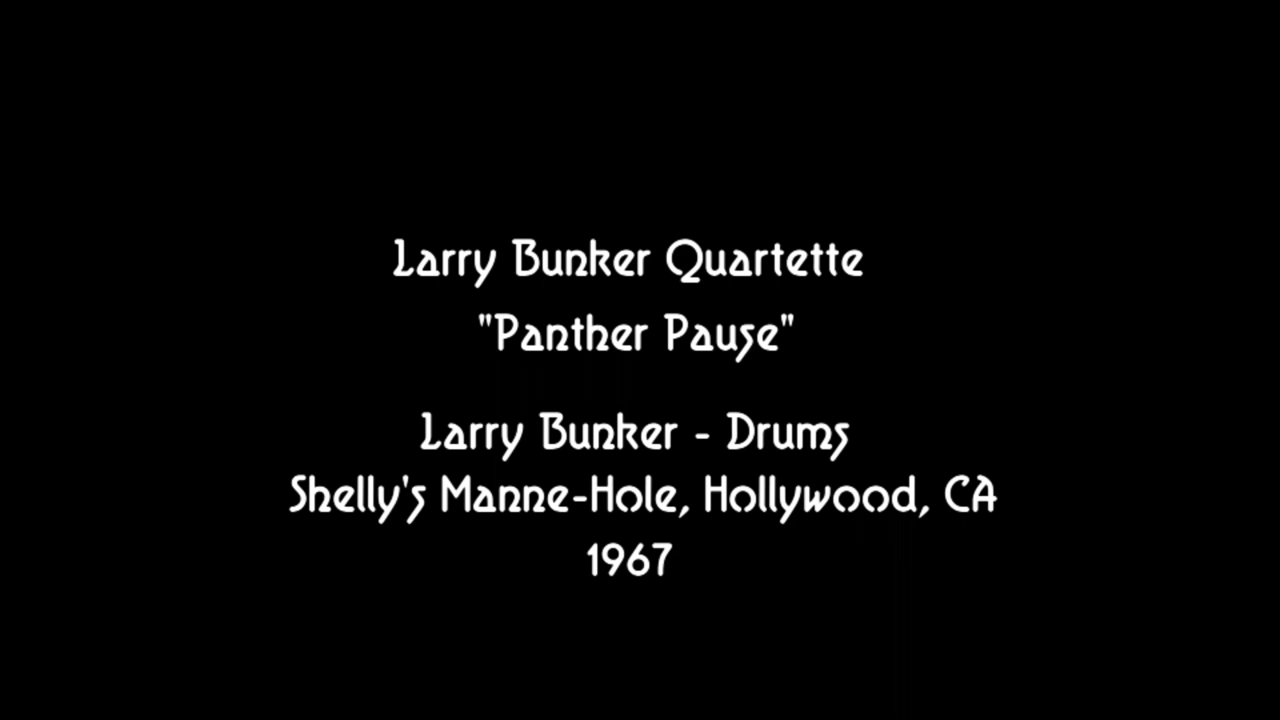 Larry Bunker Quartette
"Panther Pause"
Larry Bunker - Drums
Shelly's Manne-Hole, Hollywood, CA
1967